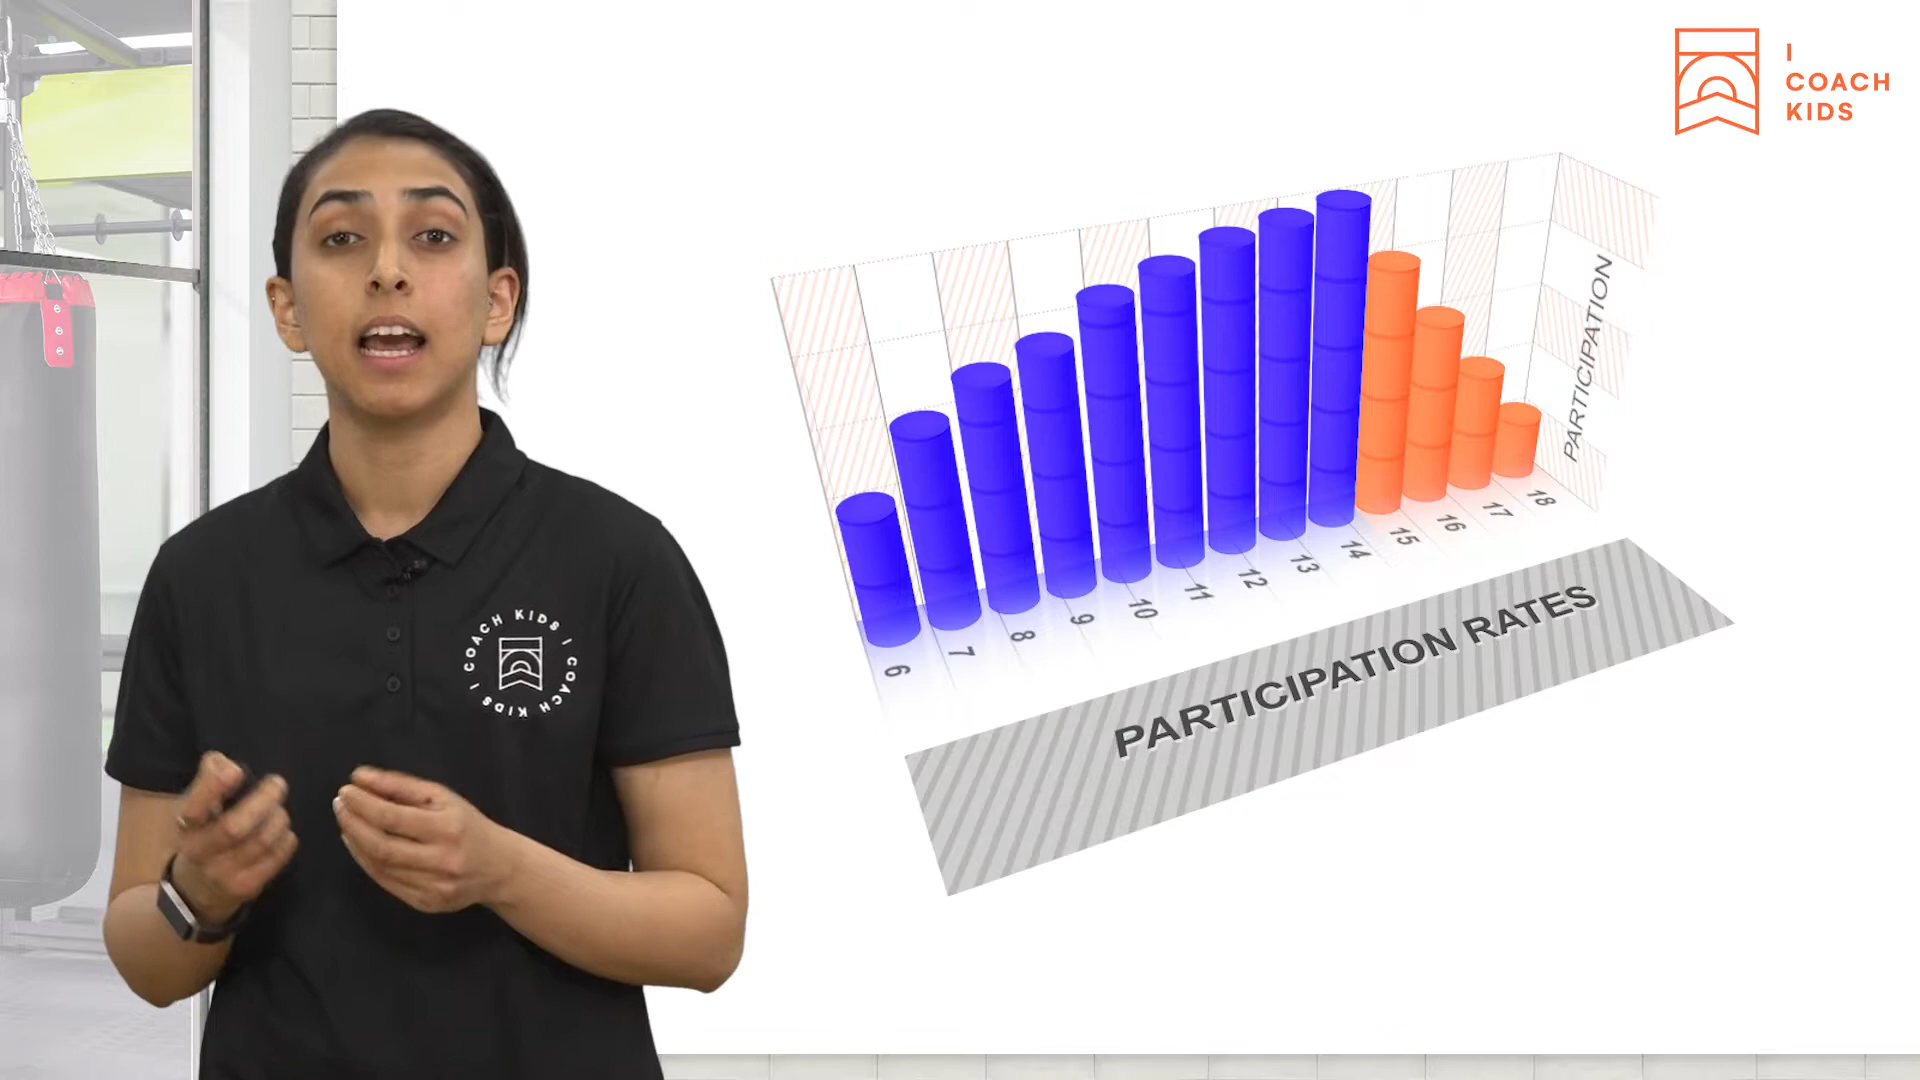 I
COACH
KIDS
PARTICIPATION
6
7
8
9
10
11
12
13
14
15
16
17
18
PARTICIPATION RATES
I COACH KIDS I COACH KIDS